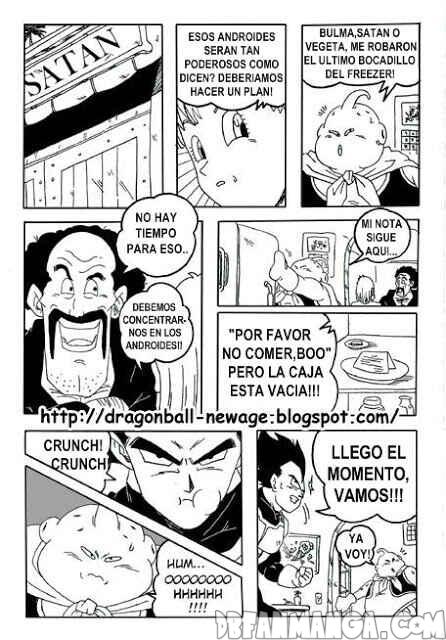 SATAN
ESOS ANDROIDES
SERAN TAN
PODEROSOS COMO
DICEN? DEBERIAMOS
HACER UN PLAN!
BULMA,SATAN O
VEGETA, ME ROBARON
EL ULTIMO BOCADILLO
DEL FREEZER!
NO HAY
TIEMPO
PARA ESO..
DEBEMOS
CONCENTRAR-
NOS EN LOS
ANDROIDES!!
MI NOTA
SIGUE
AQUI...
"POR FAVOR
NO COMER,BOO"
PERO LA CAJA
ESTA VACIA!!!
http://dragonball-newage.blogspot.com/
CRUNCH!
CRUNCH!
HUM...
OOOOOOOO
HHHHHH
!!!!
LLEGO EL
MOMENTO,
VAMOS!!!
YA
VOY!
DBFANMANGA.COM